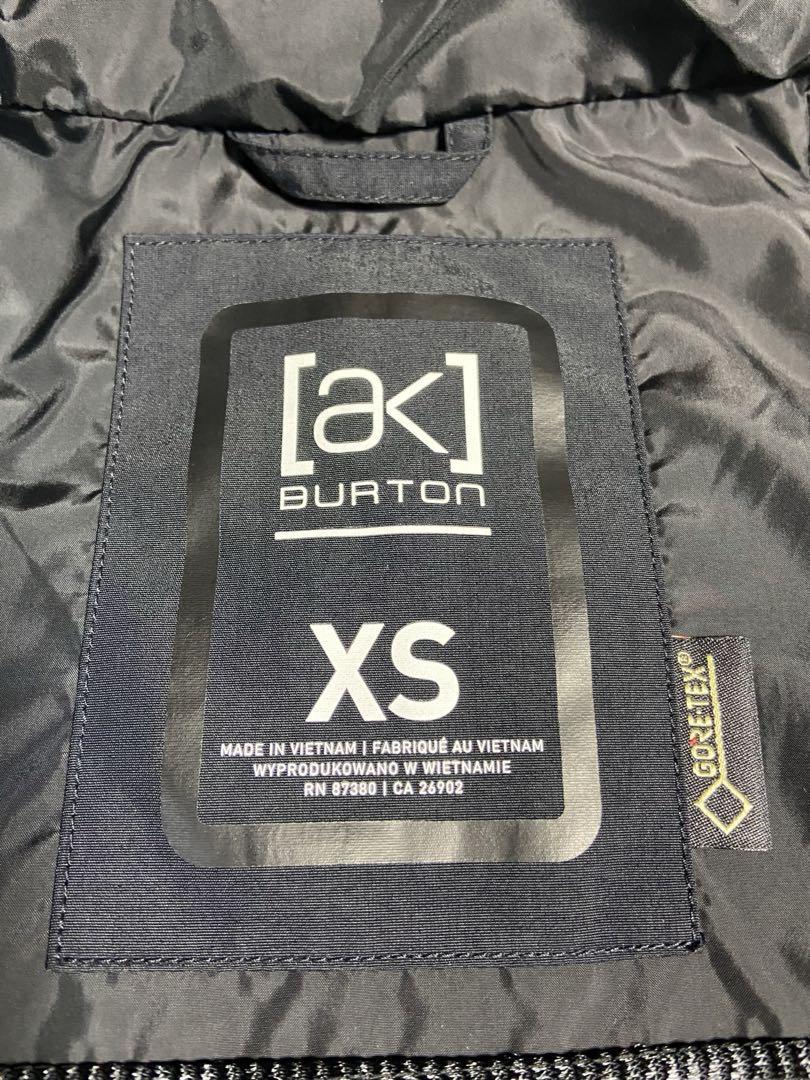 [ak]
BURTON
XS
MADE IN VIETNAM | FABRIQUÉ AU VIETNAM
WYPRODUKOWANO W WIETNAMIE
RN 87380 | CA 26902
GORE-TEX®